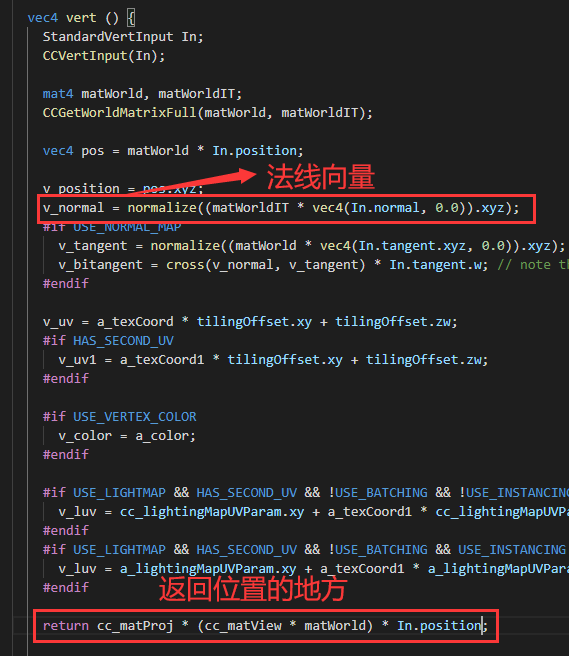 vec4 vert () {
StandardVertInput In;
CCVertInput(In);
mat4 matWorld, matWorldIT;
CCGetWorldMatrixFull(matWorld, matWorldIT);
vec4 pos = matWorld * In.position;
法线向量
v_position = pos.xyz;
v_normal = normalize((matWorldIT * vec4(In.normal, 0.0)).xyz);
#if USE_NORMAL_MAP
v_tangent = normalize((matWorld * vec4(In.tangent.xyz, 0.0)).xyz);
v_bitangent = cross(v_normal, v_tangent) * In.tangent.w; // note th
#endif
v_uv = a_texCoord * tilingOffset.xy + tilingOffset.zw;
#if HAS_SECOND_UV
v_uv1 = a_texCoord1 * tilingOffset.xy + tilingOffset.zw;
#endif
#if USE_VERTEX_COLOR
v_color = a_color;
#endif
#if USE_LIGHTMAP && HAS_SECOND_UV && !USE_BATCHING && !USE_INSTANCING
v_luv = cc_lightingMapUVParam.xy + a_texCoord1 * cc_lightingMapUVPa
#endif
#if USE_LIGHTMAP && HAS_SECOND_UV && !USE_BATCHING && USE_INSTANCING
v_luv = a_lightingMapUVParam.xy + a_texCoord1 * a_lightingMapUVPara
#endif
返回位置的地方
return cc_matProj * (cc_matView * matWorld) * In.position;